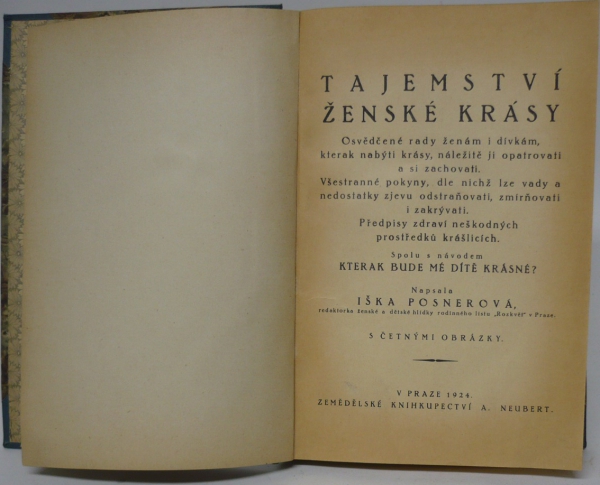 TAJEMSTVÍ
ŽENSKÉ KRÁSY
Osvědčené rady ženám i dívkám,
kterak nabýti krásy, náležitě ji opatrovati
a si zachovati.
Všestranné pokyny, dle nichž lze vady a
nedostatky zjevu odstraňovati, zmírňovati
i zakrývati.
Předpisy zdraví neškodných
prostředků krášlicích.
Spolu s návodem
KTERAK BUDE MÉ DÍTĚ KRÁSNÉ?
Napsala
IŠKA POSNEROVÁ,
redaktorka ženské a dětské hlídky rodinného listu „Rozkvět“ v Praze.
S ČETNÝMI OBRÁZKY.
V PRAZE 1924.
ZEMĚDĚLSKÉ KNIHKUPECTVÍ A. NEUBERT.